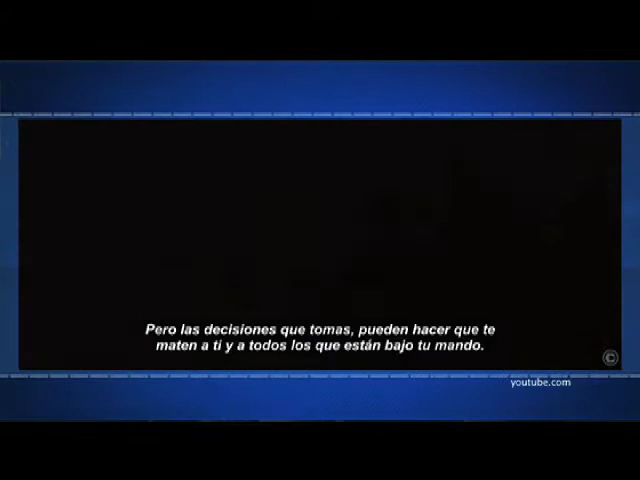 Pero las decisiones que tomas, pueden hacer que te
maten a ti y a todos los que están bajo tu mando.
©
youtube.com